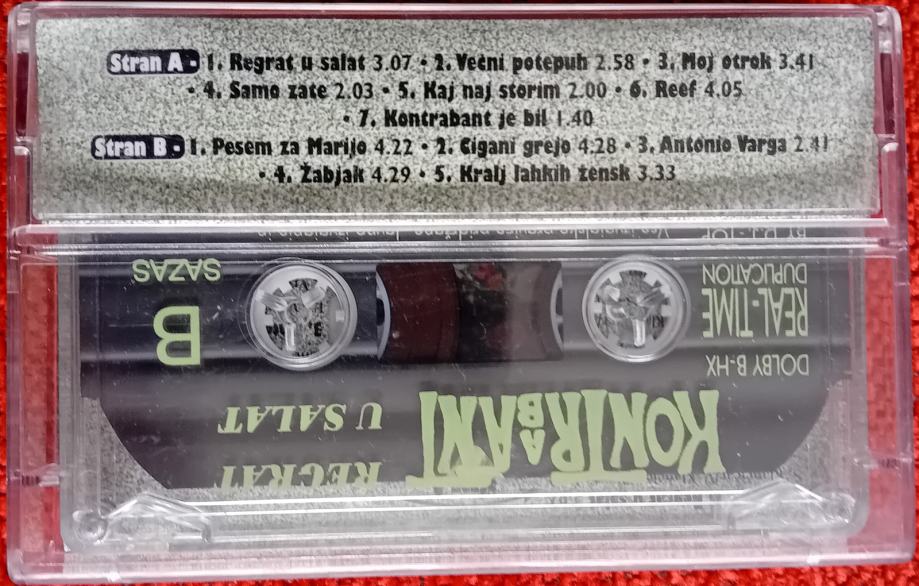 Stran A • 1. Regrat u salat 3.07 • 2. Večni potepuh 2.58 • 3. Moj otrok 3.41
• 4. Samo zate 2.03 • 5. Kaj naj storim 2.00 • 6. Reef 4.05
• 7. Kontrabant je bil 1.40
Stran B • 1. Pesem za Marijo 4.22 • 2. Cigani grejo 4.28 • 3. Antonio Varga 2.41
• 4. Žabjak 4.29 • 5. Kralj lahkih žensk 3.33
KONTRABANT
REGRAT
U SALAT
DOLBY B-HX
REAL-TIME
DUPLICATION
B
SAZAS